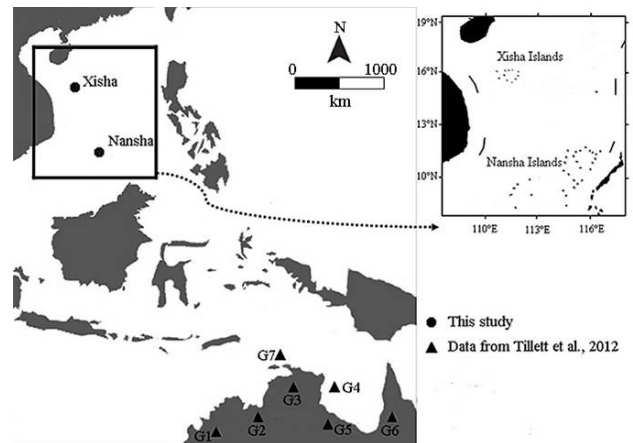 N
0 1000
km
Xisha
Nansha
G7
G4
G3
G2
G5
G6
G1
19°N
16°N
13°N
10°N
Xisha Islands
Nansha Islands
110°E 113°E 116°E
This study
Data from Tillett et al., 2012